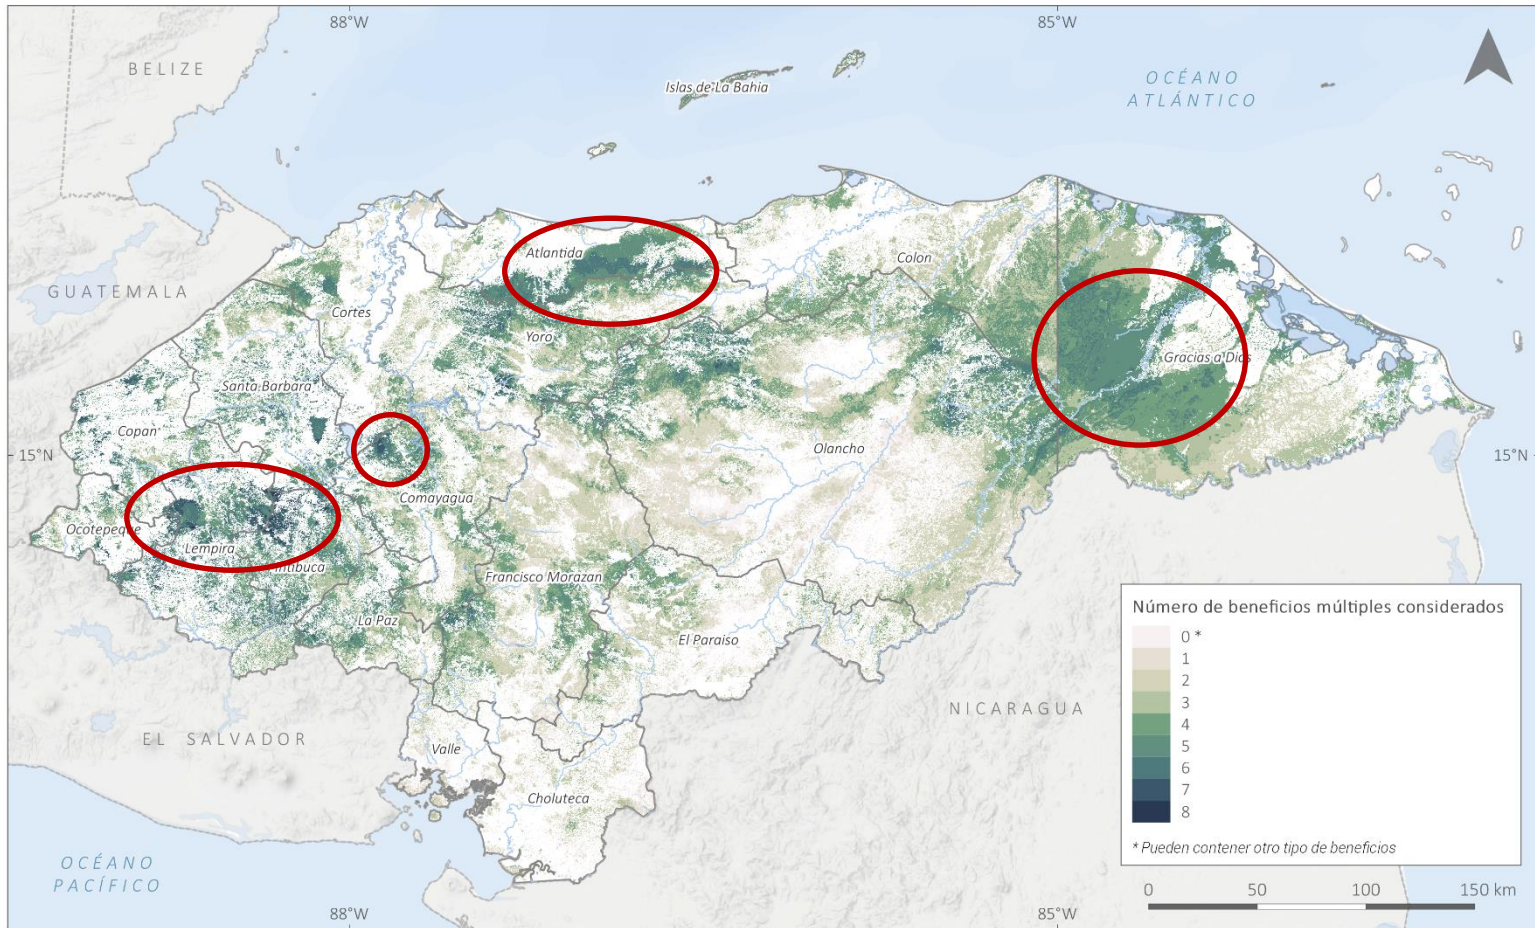 88°W
85°W
BELIZE
Islas de La Bahia
OCÉANO
ATLÁNTICO
Atlantida
Colon
GUATEMALA
Cortes
Yoro
Gracias a Dios
Santa Barbara
Copan
Olancho
15°N
15°N
Comayagua
Ocotepeque
Lempira
Intibuca
Francisco Morazan
La Paz
El Paraiso
NICARAGUA
EL SALVADOR
Valle
Choluteca
OCÉANO
PACÍFICO
88°W
85°W
Número de beneficios múltiples considerados
0 *
1
2
3
4
5
6
7
8
* Pueden contener otro tipo de beneficios
0 50 100 150 km